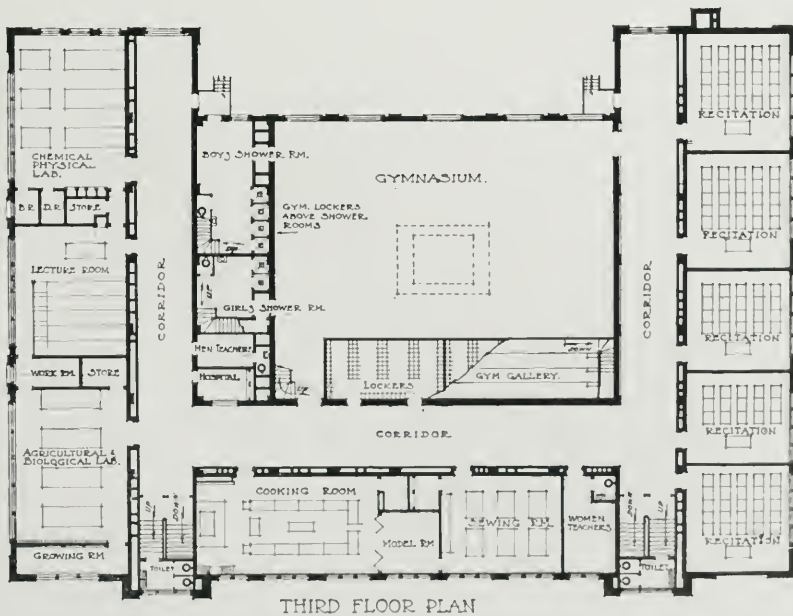 CHEMICAL
PHYSICAL
LAB.
B.R.
D.R.
STORE
LECTURE ROOM
WORK RM.
STORE
AGRICULTURAL &
BIOLOGICAL LAB.
GROWING RM.
CORRIDOR
UP
DOWN
TOILET
BOYS SHOWER RM.
GYM. LOCKERS
ABOVE SHOWER
ROOMS
UP
UP
GIRLS SHOWER RM.
MEN TEACHERS
HOSPITAL
UP
GYMNASIUM.
LOCKERS
GYM GALLERY.
DOWN
CORRIDOR
COOKING ROOM
MODEL RM
SEWING RM.
WOMEN
TEACHERS
CORRIDOR
DOWN
UP
TOILET
RECITATION
RECITATION
RECITATION
RECITATION
RECITATION
THIRD FLOOR PLAN